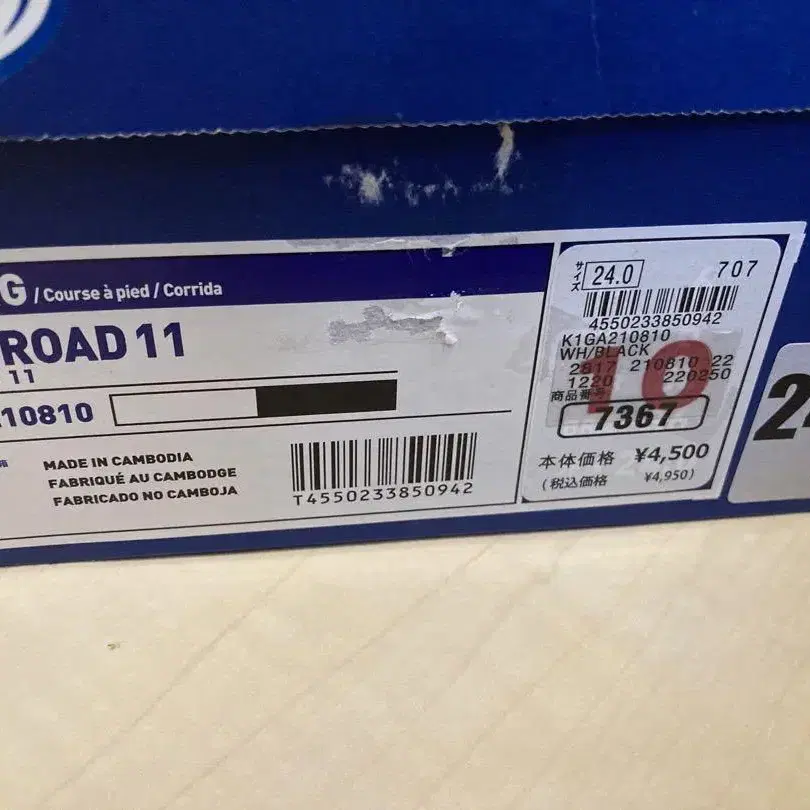 G / Course à pied / Corrida
ROAD 11
11
10810
MADE IN CAMBODIA
FABRIQUÉ AU CAMBODGE
FABRICADO NO CAMBOJA
T4550233850942
サイズ 24.0 707
4550233850942
K1GA210810
WH/BLACK
2817 210810 22
1220 220250
商品番号
7367
10
本体価格 ¥4,500
(税込価格 ¥4,950)